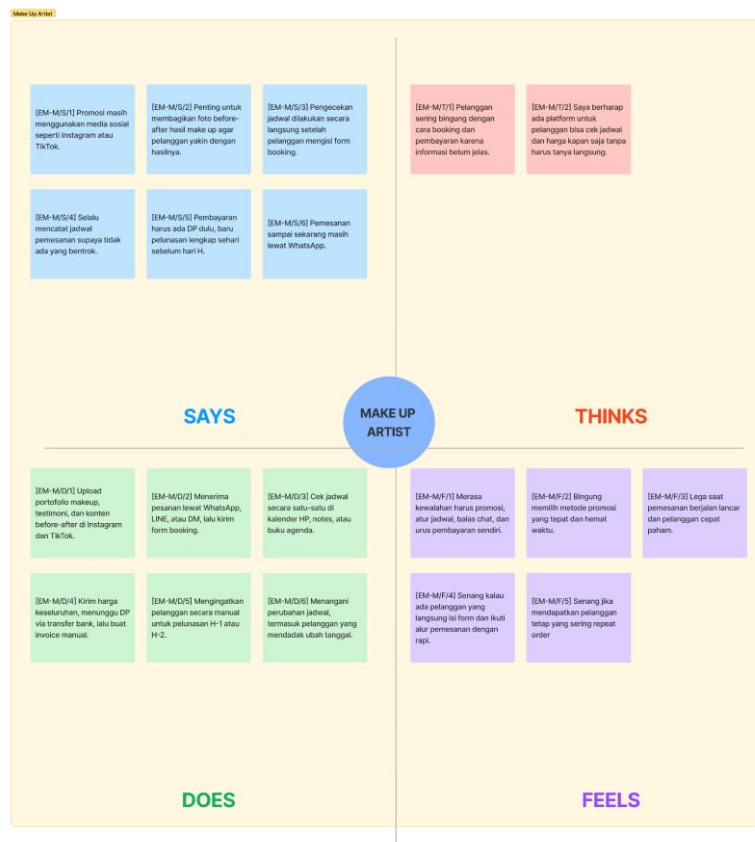 Make Up Artist
[EM-M/S/1] Promosi masih
menggunakan media sosial
seperti Instagram atau
TikTok.
[EM-M/S/2] Penting untuk
membagikan foto before-
after hasil make up agar
pelanggan yakin dengan
hasilnya.
[EM-M/S/3] Pengecekan
jadwal dilakukan secara
langsung setelah
pelanggan mengisi form
booking.
[EM-M/S/4] Selalu
mencatat jadwal
pemesanan supaya tidak
ada yang bentrok.
[EM-M/S/5] Pembayaran
harus ada DP dulu, baru
pelunasan lengkap sehari
sebelum hari H.
[EM-M/S/6] Pemesanan
sampai sekarang masih
lewat WhatsApp.
SAYS
[EM-M/T/1] Pelanggan
sering bingung dengan
cara booking dan
pembayaran karena
informasi belum jelas.
[EM-M/T/2] Saya berharap
ada platform untuk
pelanggan bisa cek jadwal
dan harga kapan saja tanpa
harus tanya langsung.
THINKS
MAKE UP
ARTIST
[EM-M/D/1] Upload
portofolio makeup,
testimoni, dan konten
before-after di Instagram
dan TikTok.
[EM-M/D/2] Menerima
pesanan lewat WhatsApp,
LINE, atau DM, lalu kirim
form booking.
[EM-M/D/3] Cek jadwal
secara satu-satu di
kalender HP, notes, atau
buku agenda.
[EM-M/D/4] Kirim harga
keseluruhan, menunggu DP
via transfer bank, lalu buat
invoice manual.
[EM-M/D/5] Mengingatkan
pelanggan secara manual
untuk pelunasan H-1 atau
H-2.
[EM-M/D/6] Menangani
perubahan jadwal,
termasuk pelanggan yang
mendadak ubah tanggal.
DOES
[EM-M/F/1] Merasa
kewalahan harus promosi,
atur jadwal, balas chat, dan
urus pembayaran sendiri.
[EM-M/F/2] Bingung
memilih metode promosi
yang tepat dan hemat
waktu.
[EM-M/F/3] Lega saat
pemesanan berjalan lancar
dan pelanggan cepat
paham.
[EM-M/F/4] Senang kalau
ada pelanggan yang
langsung isi form dan ikuti
alur pemesanan dengan
rapi.
[EM-M/F/5] Senang jika
mendapatkan pelanggan
tetap yang sering repeat
order
FEELS